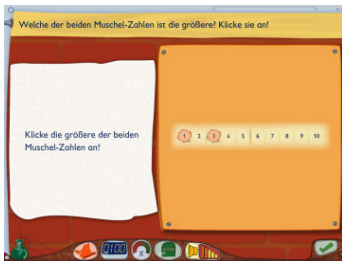 Welche der beiden Muschel-Zahlen ist die größere? Klicke sie an!
Klicke die größere der beiden
Muschel-Zahlen an!
1 2 3 4 5 6 7 8 9 10